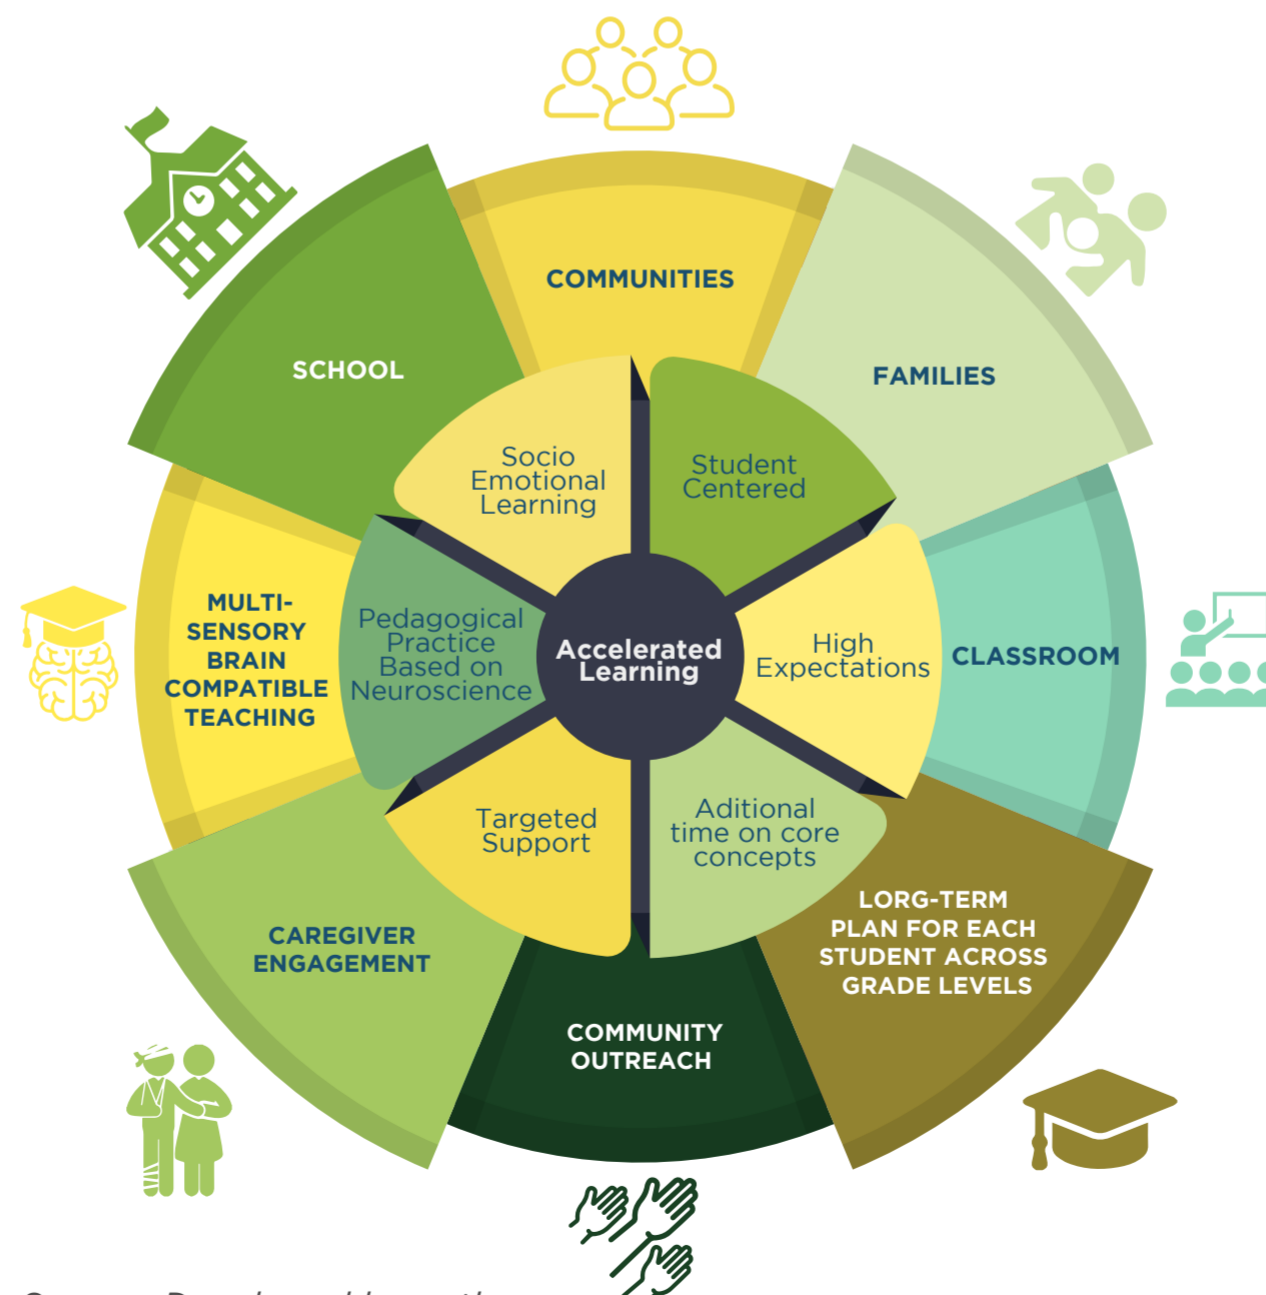 COMMUNITIES
SCHOOL
FAMILIES
Socio
Emotional
Learning
Student
Centered
MULTI-
SENSORY
BRAIN
COMPATIBLE
TEACHING
Pedagogical
Practice
Based on
Neuroscience
Accelerated
Learning
High
Expectations
CLASSROOM
Targeted
Support
Aditional
time on core
concepts
CAREGIVER
ENGAGEMENT
COMMUNITY
OUTREACH
LORG-TERM
PLAN FOR EACH
STUDENT ACROSS
GRADE LEVELS